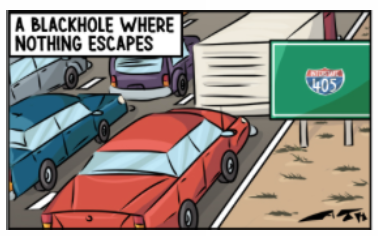 A BLACKHOLE WHERE
NOTHING ESCAPES
INTERSTATE
405